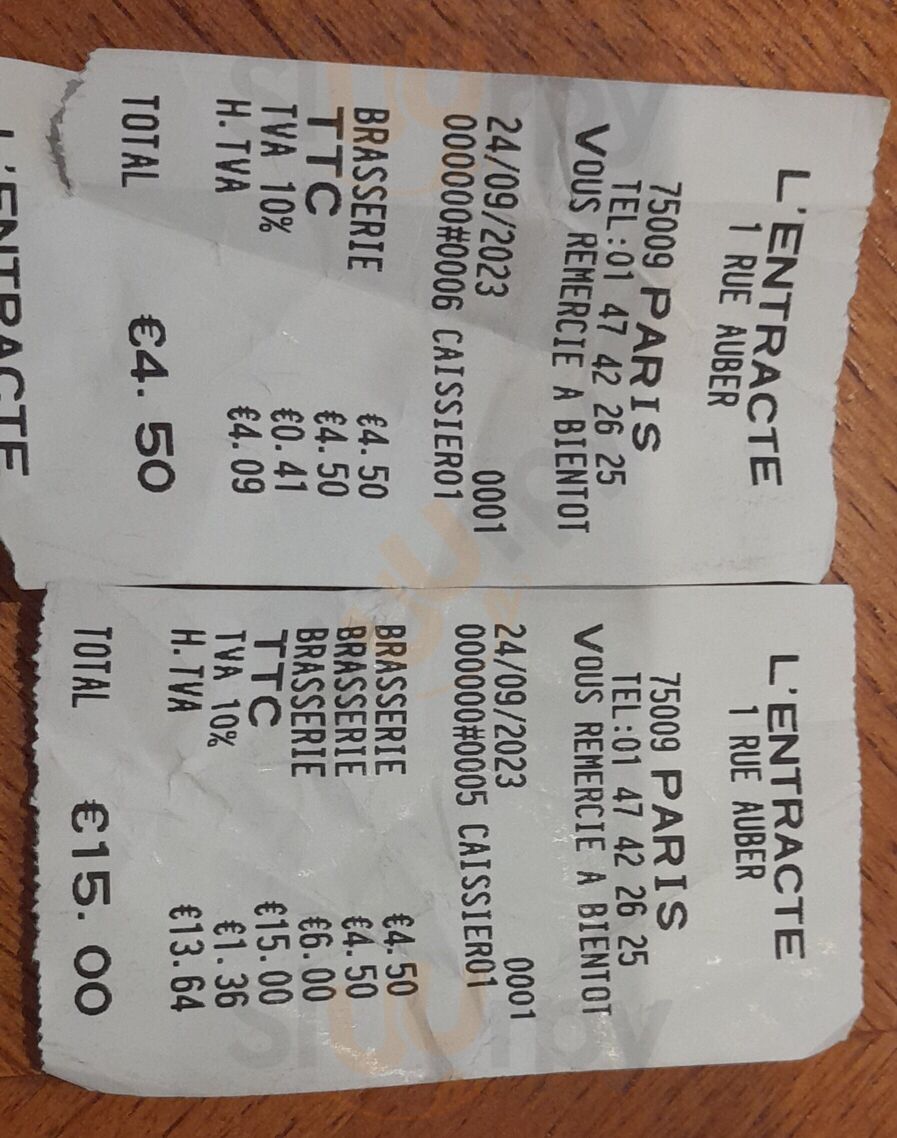 L'ENTRACTE
1 RUE AUBER
75009 PARIS
TEL:01 47 42 26 25
VOUS REMERCIE A BIENTOT
24/09/2023 0001
000000#0006 CAISSIER01
BRASSERIE €4.50
TTC €4.50
TVA 10% €0.41
H.TVA €4.09
TOTAL €4.50
L'ENTRACTE
1 RUE AUBER
75009 PARIS
TEL:01 47 42 26 25
VOUS REMERCIE A BIENTOT
24/09/2023 0001
000000#0005 CAISSIER01
BRASSERIE €4.50
BRASSERIE €4.50
BRASSERIE €6.00
TTC €15.00
TVA 10% €1.36
H.TVA €13.64
TOTAL €15.00
L'ENTRACTE
sluurpy
sluurpy
sluurpy